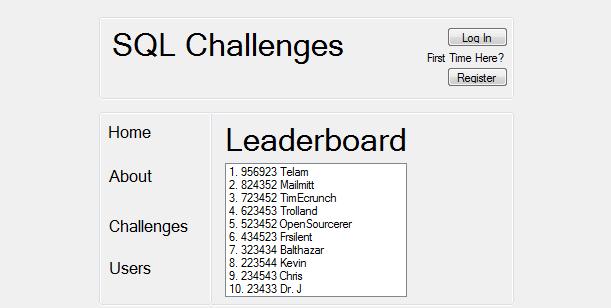 SQL Challenges
Log In
First Time Here?
Register
Home
About
Challenges
Users
Leaderboard
1. 956923 Telam
2. 824352 Mailmitt
3. 723452 TimEcrunch
4. 623453 Trolland
5. 523452 OpenSourcerer
6. 434523 Frsilent
7. 323434 Balthazar
8. 223544 Kevin
9. 234543 Chris
10. 23433 Dr. J